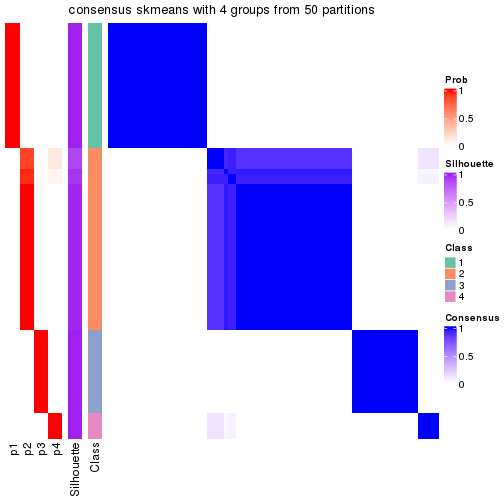 consensus skmeans with 4 groups from 50 partitions
Prob
1
0.5
0
Silhouette
1
0.5
0
Class
1
2
3
4
Consensus
1
0.5
0
p1
p2
p3
p4
Silhouette
Class